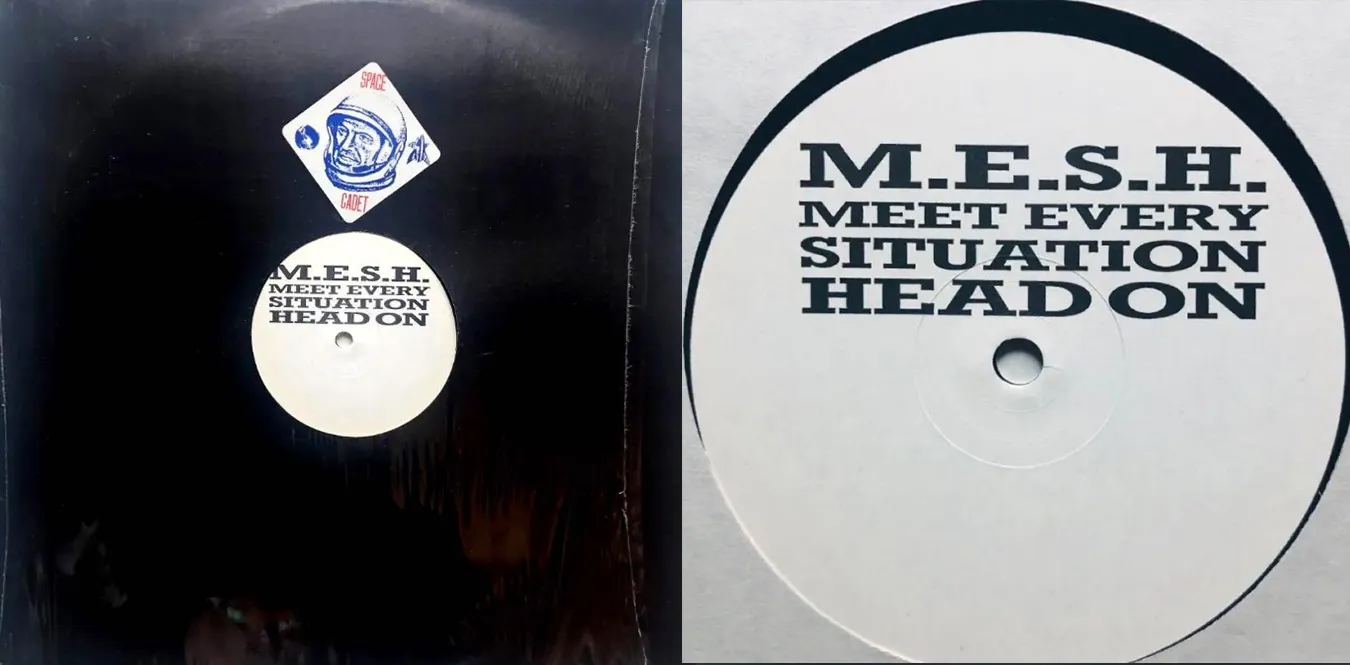 SPACE
CADET
M.E.S.H.
MEET EVERY
SITUATION
HEAD ON
M.E.S.H.
MEET EVERY
SITUATION
HEAD ON